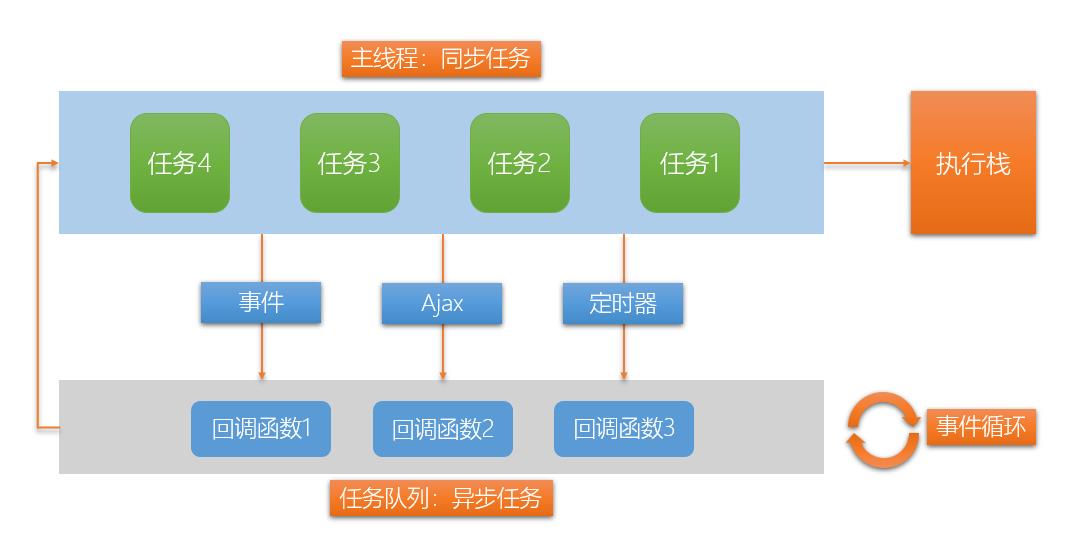 主线程：同步任务
任务4
任务3
任务2
任务1
执行栈
事件
Ajax
定时器
回调函数1
回调函数2
回调函数3
事件循环
任务队列：异步任务